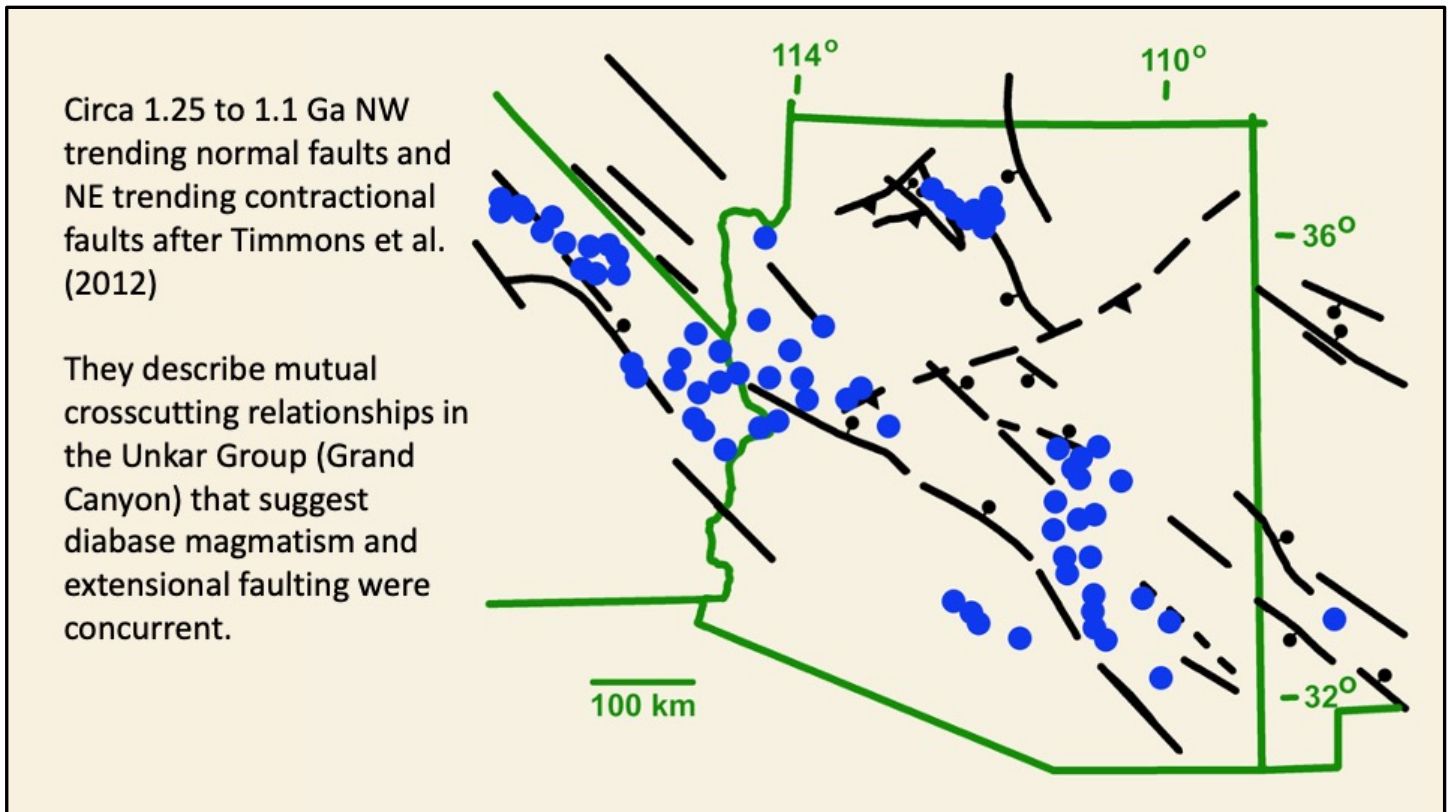 Circa 1.25 to 1.1 Ga NW
trending normal faults and
NE trending contractional
faults after Timmons et al.
(2012)
They describe mutual
crosscutting relationships in
the Unkar Group (Grand
Canyon) that suggest
diabase magmatism and
extensional faulting were
concurrent.
114°
110°
36°
32°
100 km